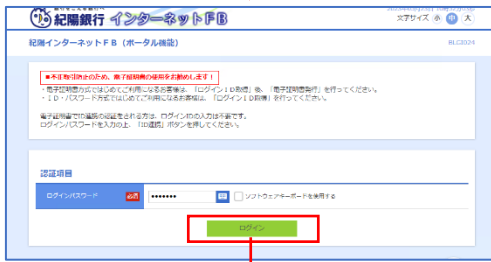 紀陽銀行 インターネットFB
文字サイズ 小 中 大
紀陽インターネットFB(ポータル機能)
BLGI024
■不正取引防止のため、電子証明書の使用をお勧めします!
・電子証明書方式ではじめてご利用になるお客様は、「ログインID取得」後、「電子証明書発行」を行ってください。
・ID・パスワード方式ではじめてご利用になるお客様は、「ログインID取得」を行ってください。
電子証明書でID連携の認証をされる方は、ログインIDの入力は不要です。
ログインパスワードを入力の上、「ID連携」ボタンを押してください。
認証項目
ログインパスワード 必須 ••••••• ソフトウェアキーボードを使用する
ログイン